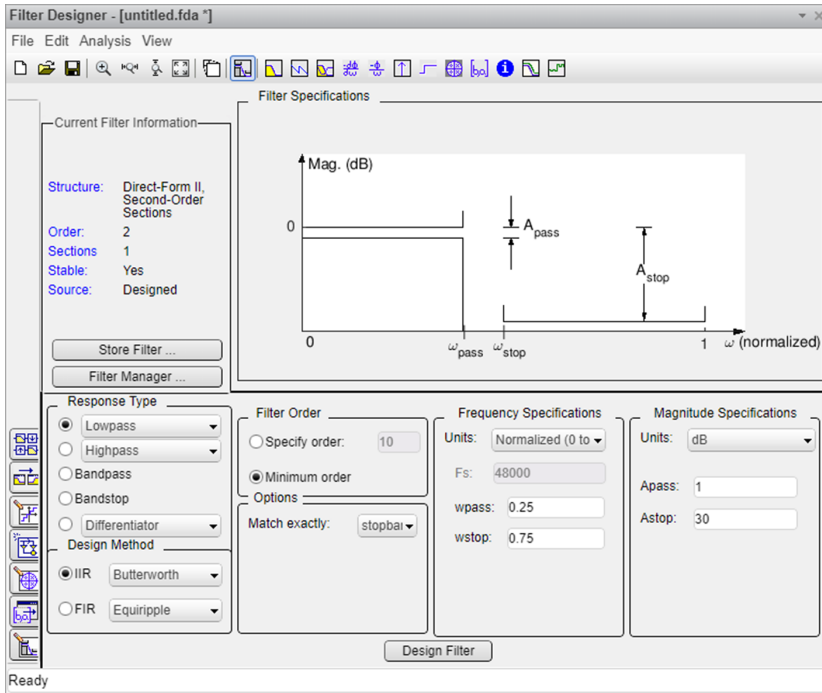 Filter Designer - [untitled.fda *]
File Edit Analysis View
Filter Specifications
Current Filter Information
Structure: Direct-Form II, Second-Order Sections
Order: 2
Sections 1
Stable: Yes
Source: Designed
Store Filter ...
Filter Manager ...
Mag. (dB)
0
Apass
Astop
0
ωpass
ωstop
1
ω (normalized)
Response Type
Lowpass
Highpass
Bandpass
Bandstop
Differentiator
Design Method
IIR Butterworth
FIR Equiripple
Filter Order
Specify order: 10
Minimum order
Options
Match exactly: stopbai
Frequency Specifications
Units: Normalized (0 to
Fs: 48000
wpass: 0.25
wstop: 0.75
Magnitude Specifications
Units: dB
Apass: 1
Astop: 30
Design Filter
Ready